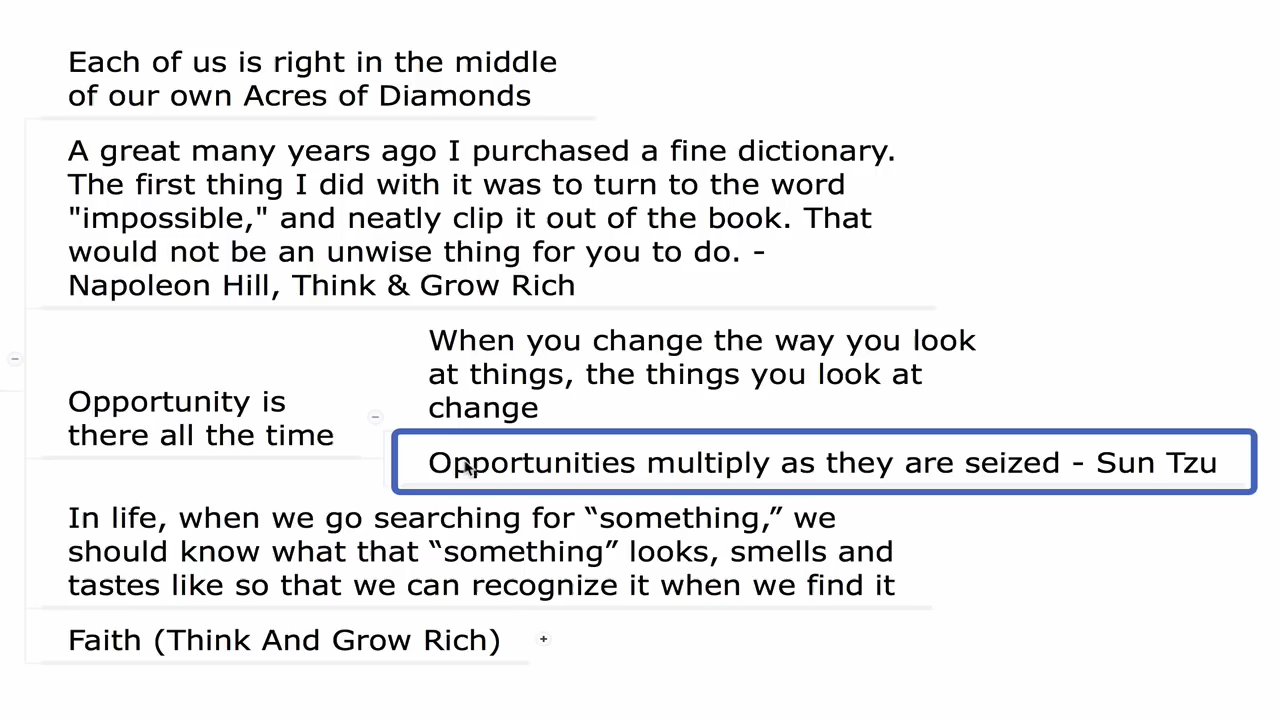 Each of us is right in the middle
of our own Acres of Diamonds
A great many years ago I purchased a fine dictionary.
The first thing I did with it was to turn to the word
"impossible," and neatly clip it out of the book. That
would not be an unwise thing for you to do. -
Napoleon Hill, Think & Grow Rich
Opportunity is
there all the time
When you change the way you look
at things, the things you look at
change
Opportunities multiply as they are seized - Sun Tzu
In life, when we go searching for “something,” we
should know what that “something” looks, smells and
tastes like so that we can recognize it when we find it
Faith (Think And Grow Rich)